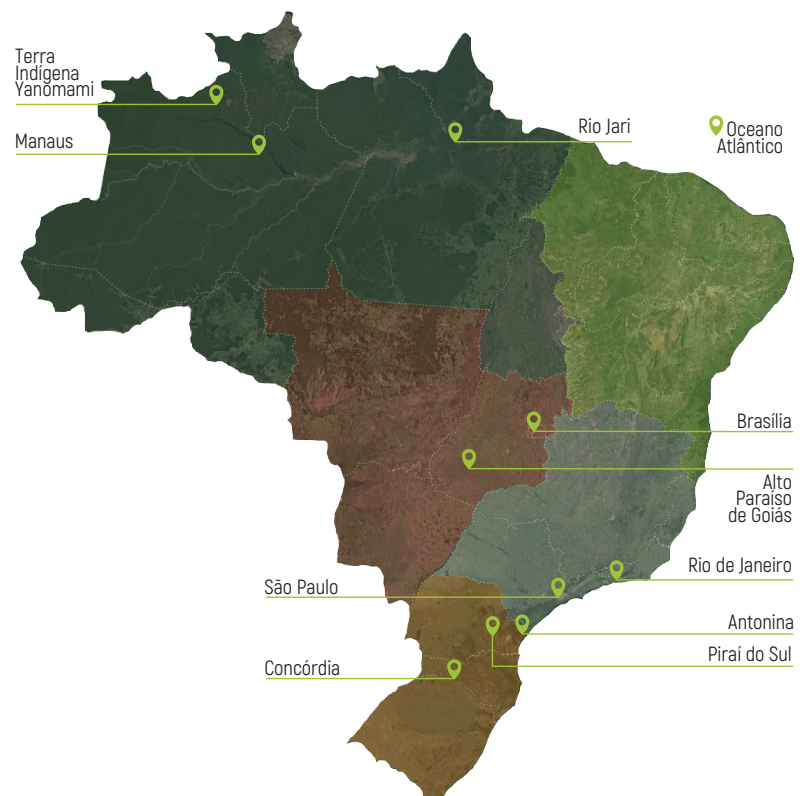 Terra
Indígena
Yanomami
Manaus
Rio Jari
Oceano
Atlântico
Brasília
Alto
Paraíso
de Goiás
Rio de Janeiro
São Paulo
Antonina
Piraí do Sul
Concórdia